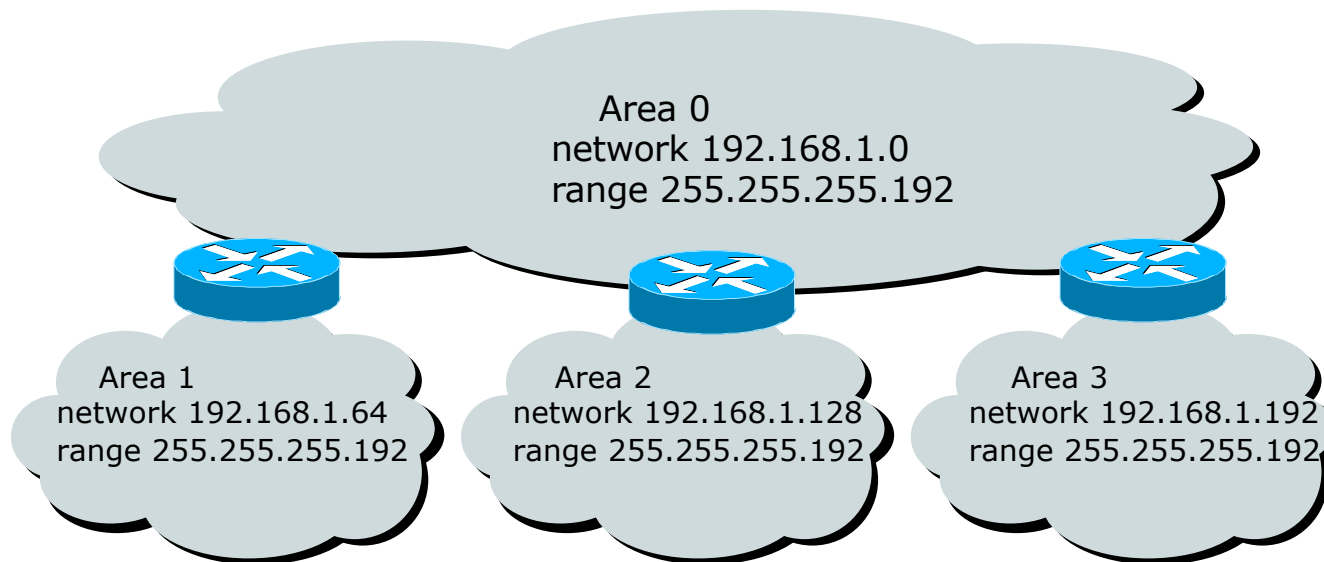 Area 0
network 192.168.1.0
range 255.255.255.192
Area 1
network 192.168.1.64
range 255.255.255.192
Area 2
network 192.168.1.128
range 255.255.255.192
Area 3
network 192.168.1.192
range 255.255.255.192